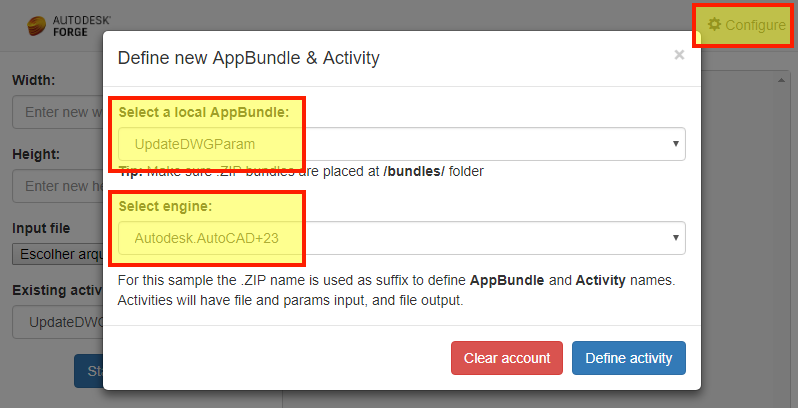 AUTODESK®
FORGE
Configure
Define new AppBundle & Activity
×
Width:
Enter new w
Select a local AppBundle:
UpdateDWGParam
Tip: Make sure .ZIP bundles are placed at /bundles/ folder
Height:
Enter new he
Select engine:
Autodesk.AutoCAD+23
Input file
Escolher arqu
For this sample the .ZIP name is used as suffix to define AppBundle and Activity names.
Activities will have file and params input, and file output.
Existing activ
UpdateDWG
Sta
Clear account
Define activity